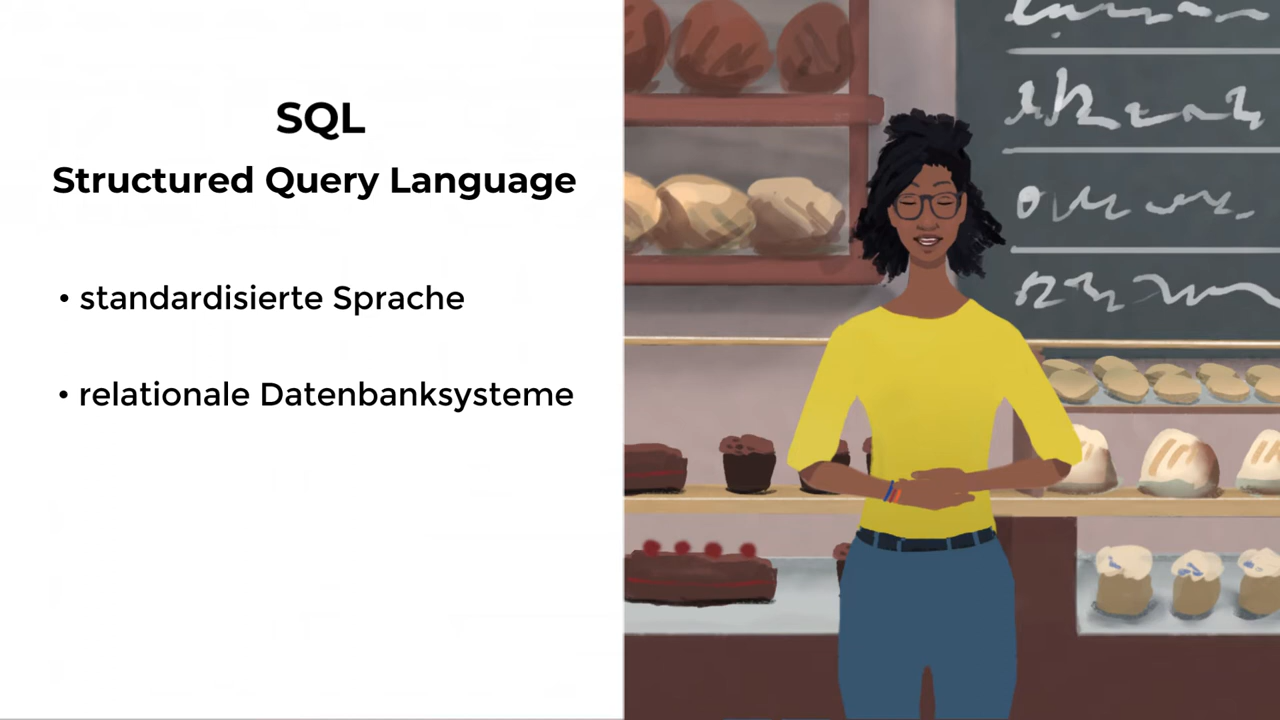 SQL
Structured Query Language
• standardisierte Sprache
• relationale Datenbanksysteme